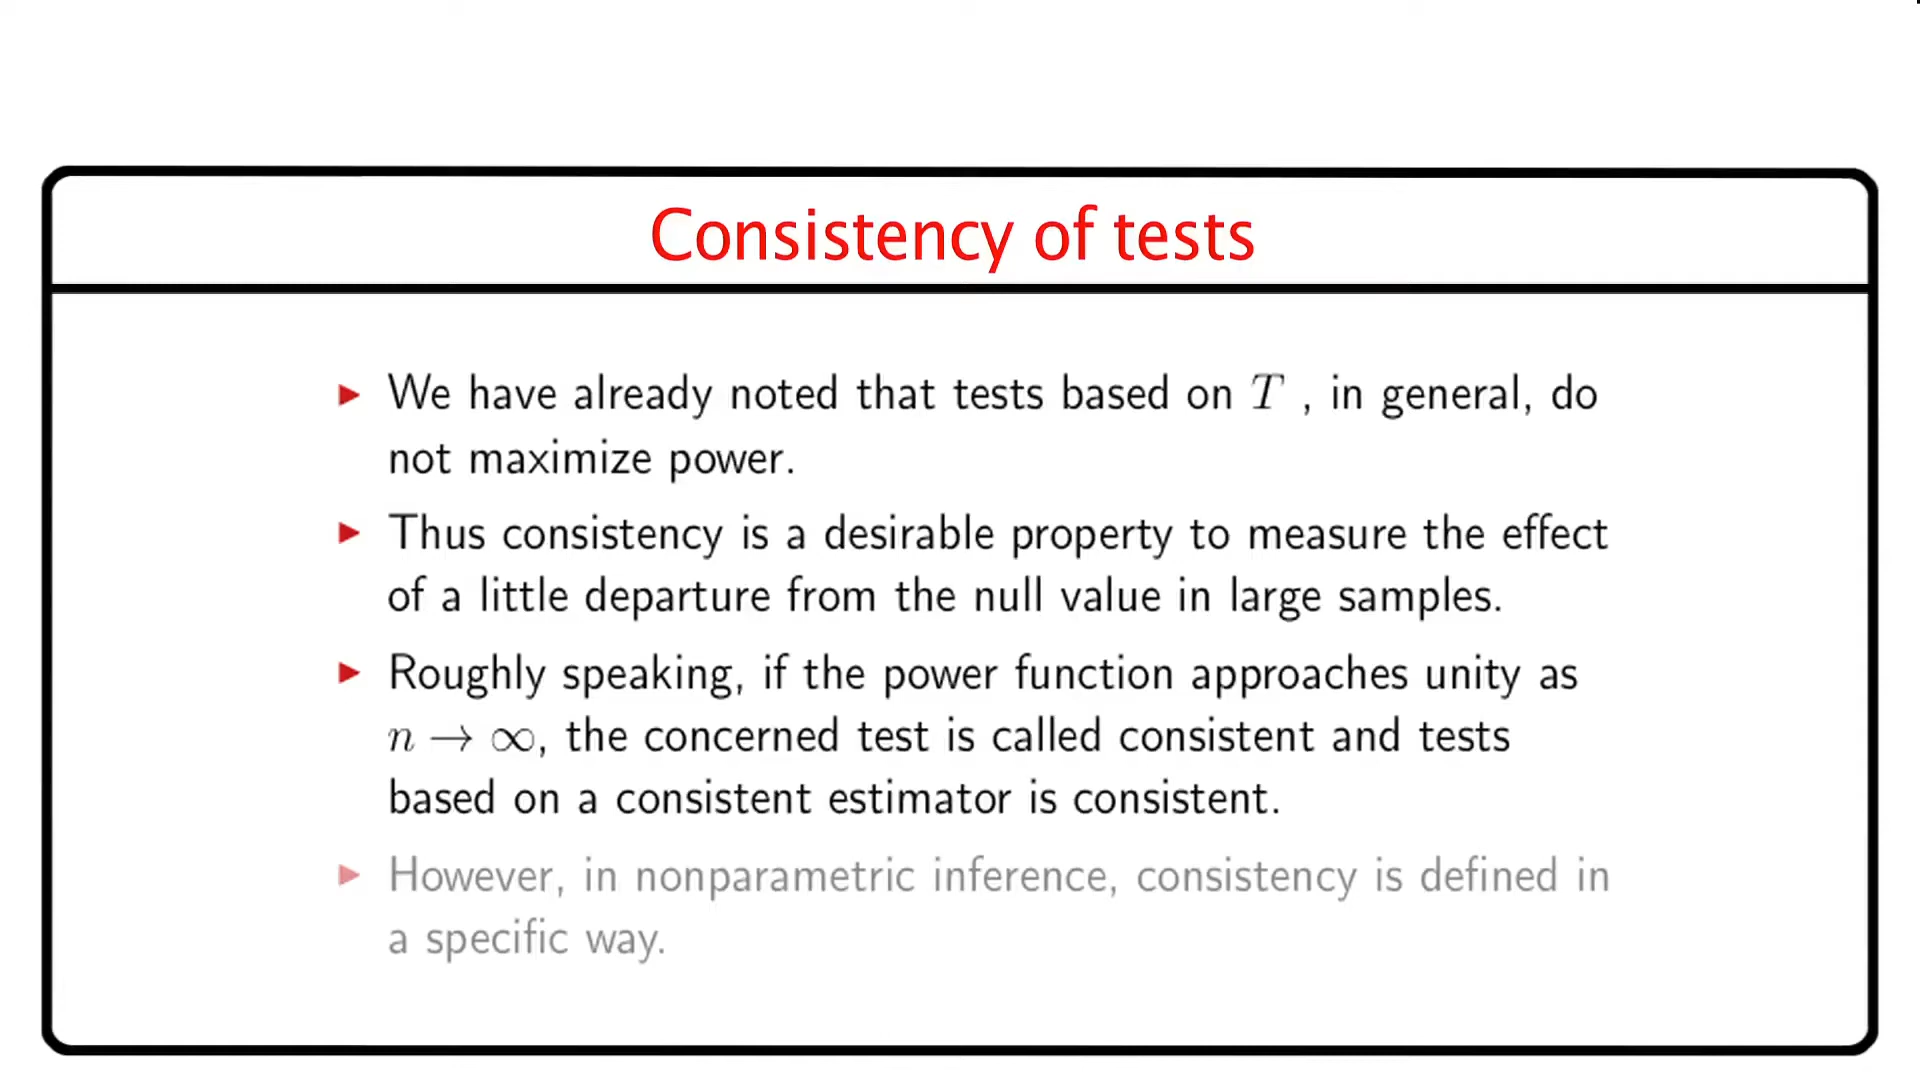 Consistency of tests
▶ We have already noted that tests based on T , in general, do
not maximize power.
▶ Thus consistency is a desirable property to measure the effect
of a little departure from the null value in large samples.
▶ Roughly speaking, if the power function approaches unity as
n → ∞, the concerned test is called consistent and tests
based on a consistent estimator is consistent.
▶ However, in nonparametric inference, consistency is defined in
a specific way.